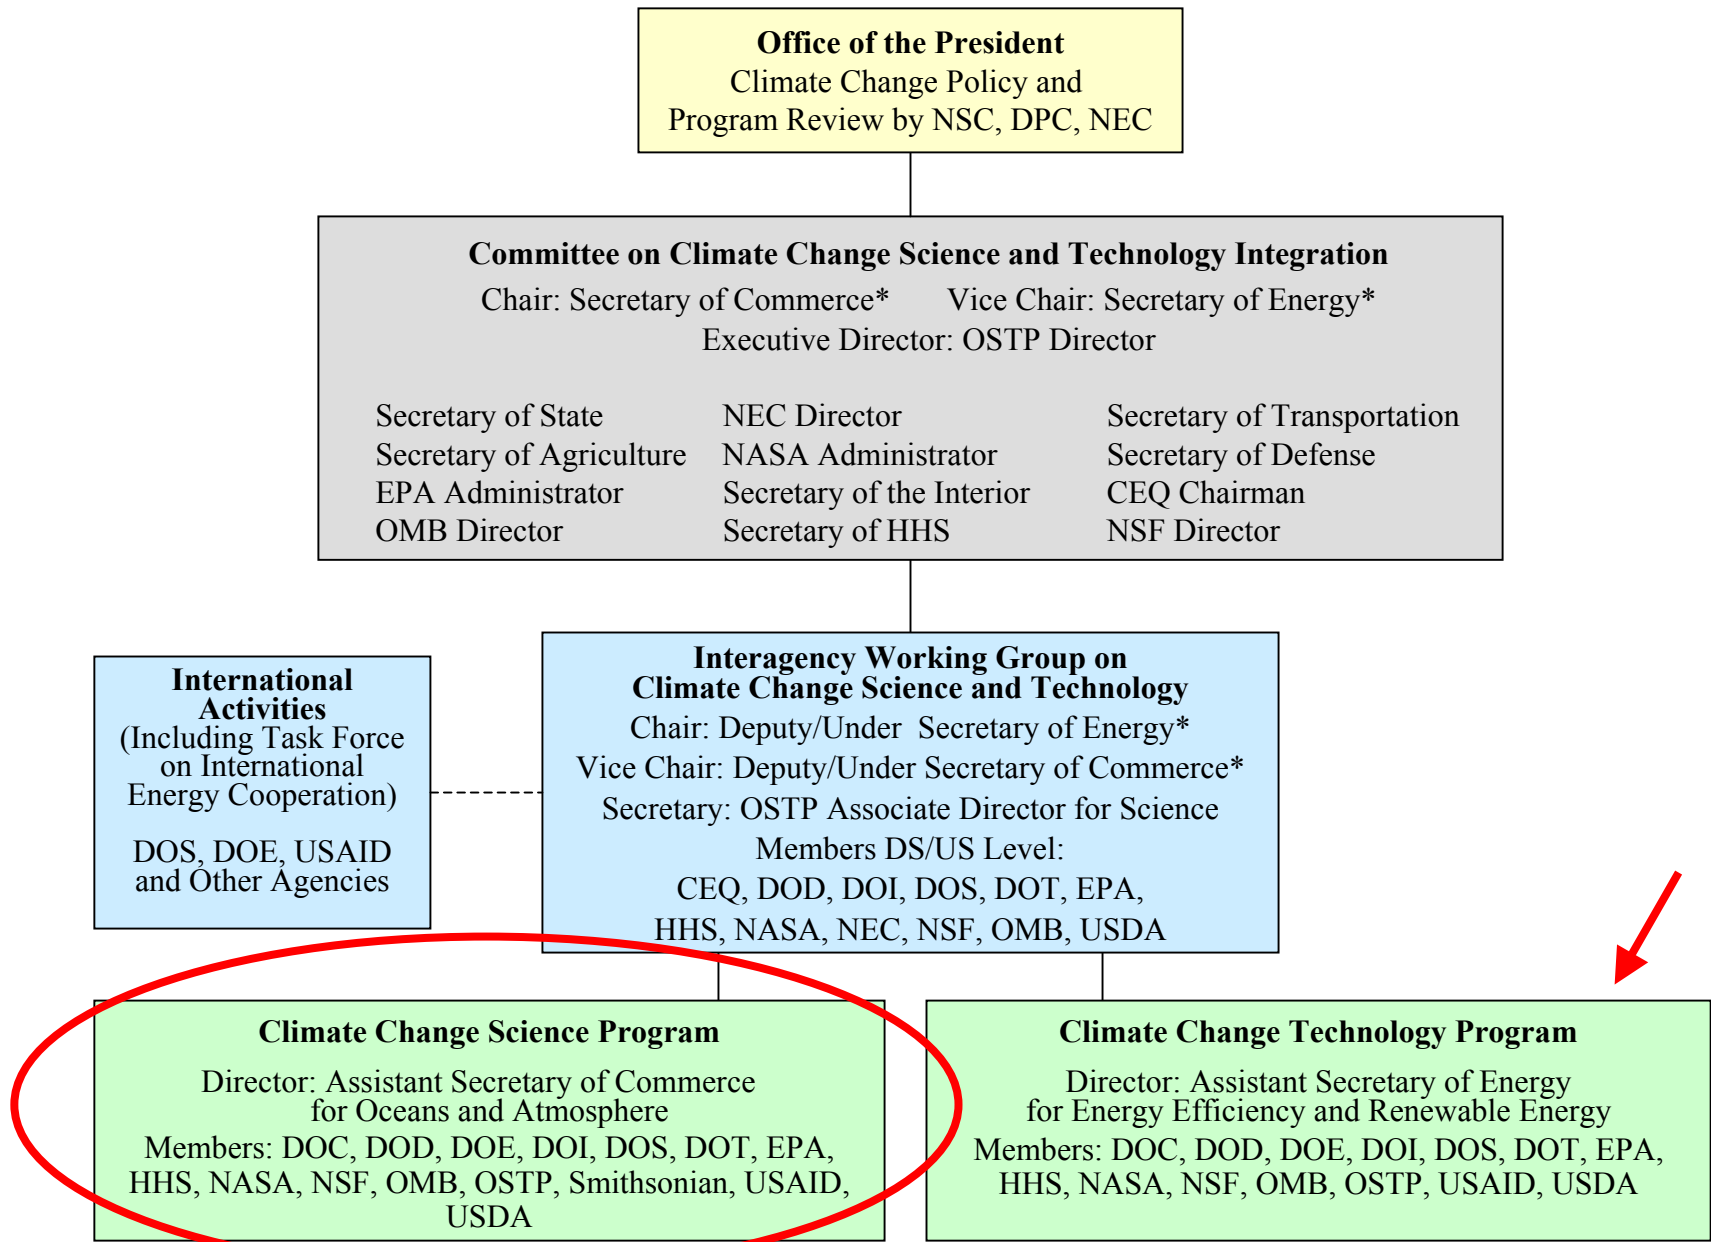 Office of the President
Climate Change Policy and
Program Review by NSC, DPC, NEC
Committee on Climate Change Science and Technology Integration
Chair: Secretary of Commerce* Vice Chair: Secretary of Energy*
Executive Director: OSTP Director
Secretary of State NEC Director Secretary of Transportation
Secretary of Agriculture NASA Administrator Secretary of Defense
EPA Administrator Secretary of the Interior CEQ Chairman
OMB Director Secretary of HHS NSF Director
International
Activities
(Including Task Force
on International
Energy Cooperation)
DOS, DOE, USAID
and Other Agencies
Interagency Working Group on
Climate Change Science and Technology
Chair: Deputy/Under Secretary of Energy*
Vice Chair: Deputy/Under Secretary of Commerce*
Secretary: OSTP Associate Director for Science
Members DS/US Level:
CEQ, DOD, DOI, DOS, DOT, EPA,
HHS, NASA, NEC, NSF, OMB, USDA
Climate Change Science Program
Director: Assistant Secretary of Commerce
for Oceans and Atmosphere
Members: DOC, DOD, DOE, DOI, DOS, DOT, EPA,
HHS, NASA, NSF, OMB, OSTP, Smithsonian, USAID,
USDA
Climate Change Technology Program
Director: Assistant Secretary of Energy
for Energy Efficiency and Renewable Energy
Members: DOC, DOD, DOE, DOI, DOS, DOT, EPA,
HHS, NASA, NSF, OMB, OSTP, USAID, USDA